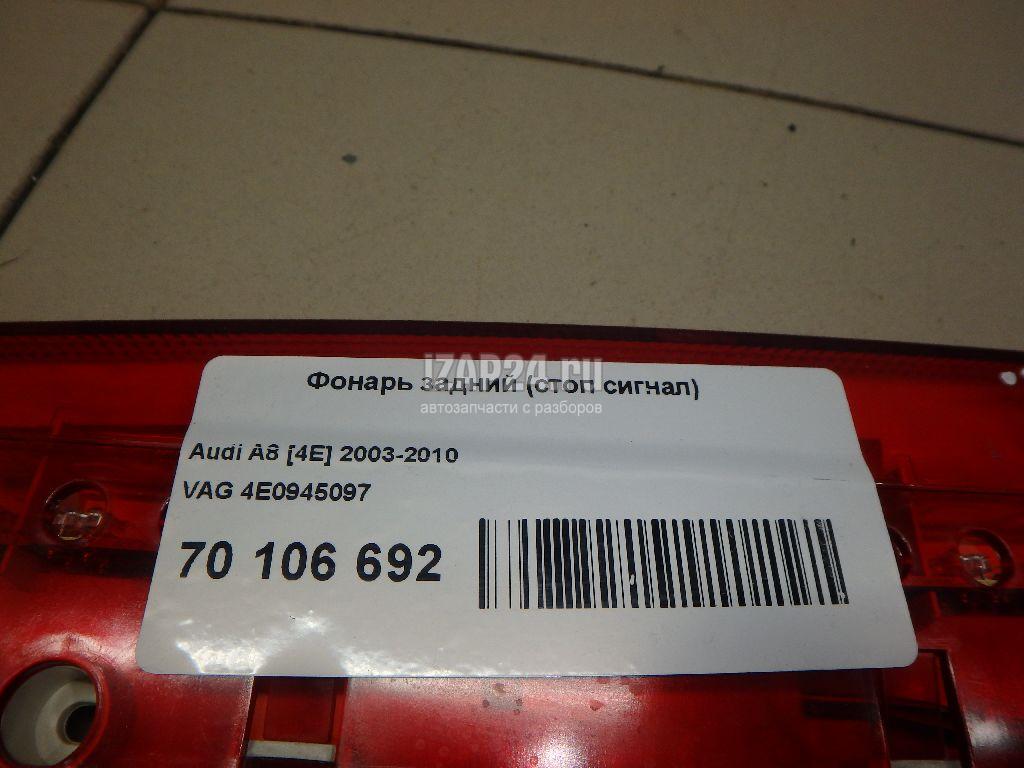 iZAP24.ru
Фонарь задний (стоп сигнал)
автозапчасти с разборов
Audi A8 [4E] 2003-2010
VAG 4E0945097
70 106 692